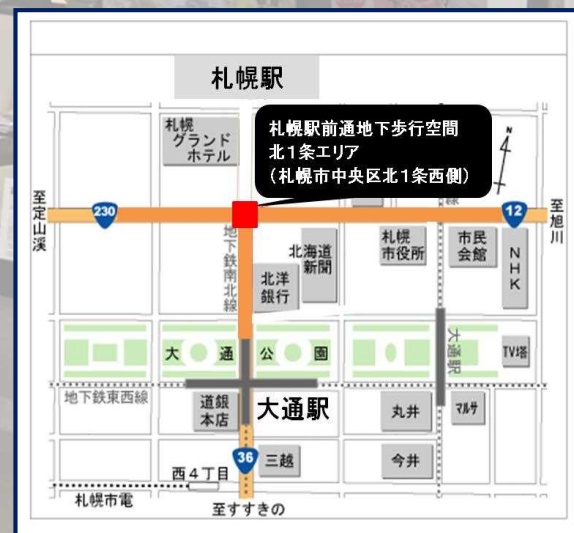 札幌駅
札幌
グランド
ホテル
札幌駅前通地下歩行空間
北1条エリア
(札幌市中央区北1条西側)
N
至定山渓
230
12
至旭川
線
地下鉄南北線
北海道
新聞
札幌
市役所
市民
会館
NHK
北洋
銀行
大通公園
大通駅
TV塔
地下鉄東西線
道銀
本店
大通駅
丸井
マルサ
36
三越
今井
西4丁目
札幌市電
至すすきの